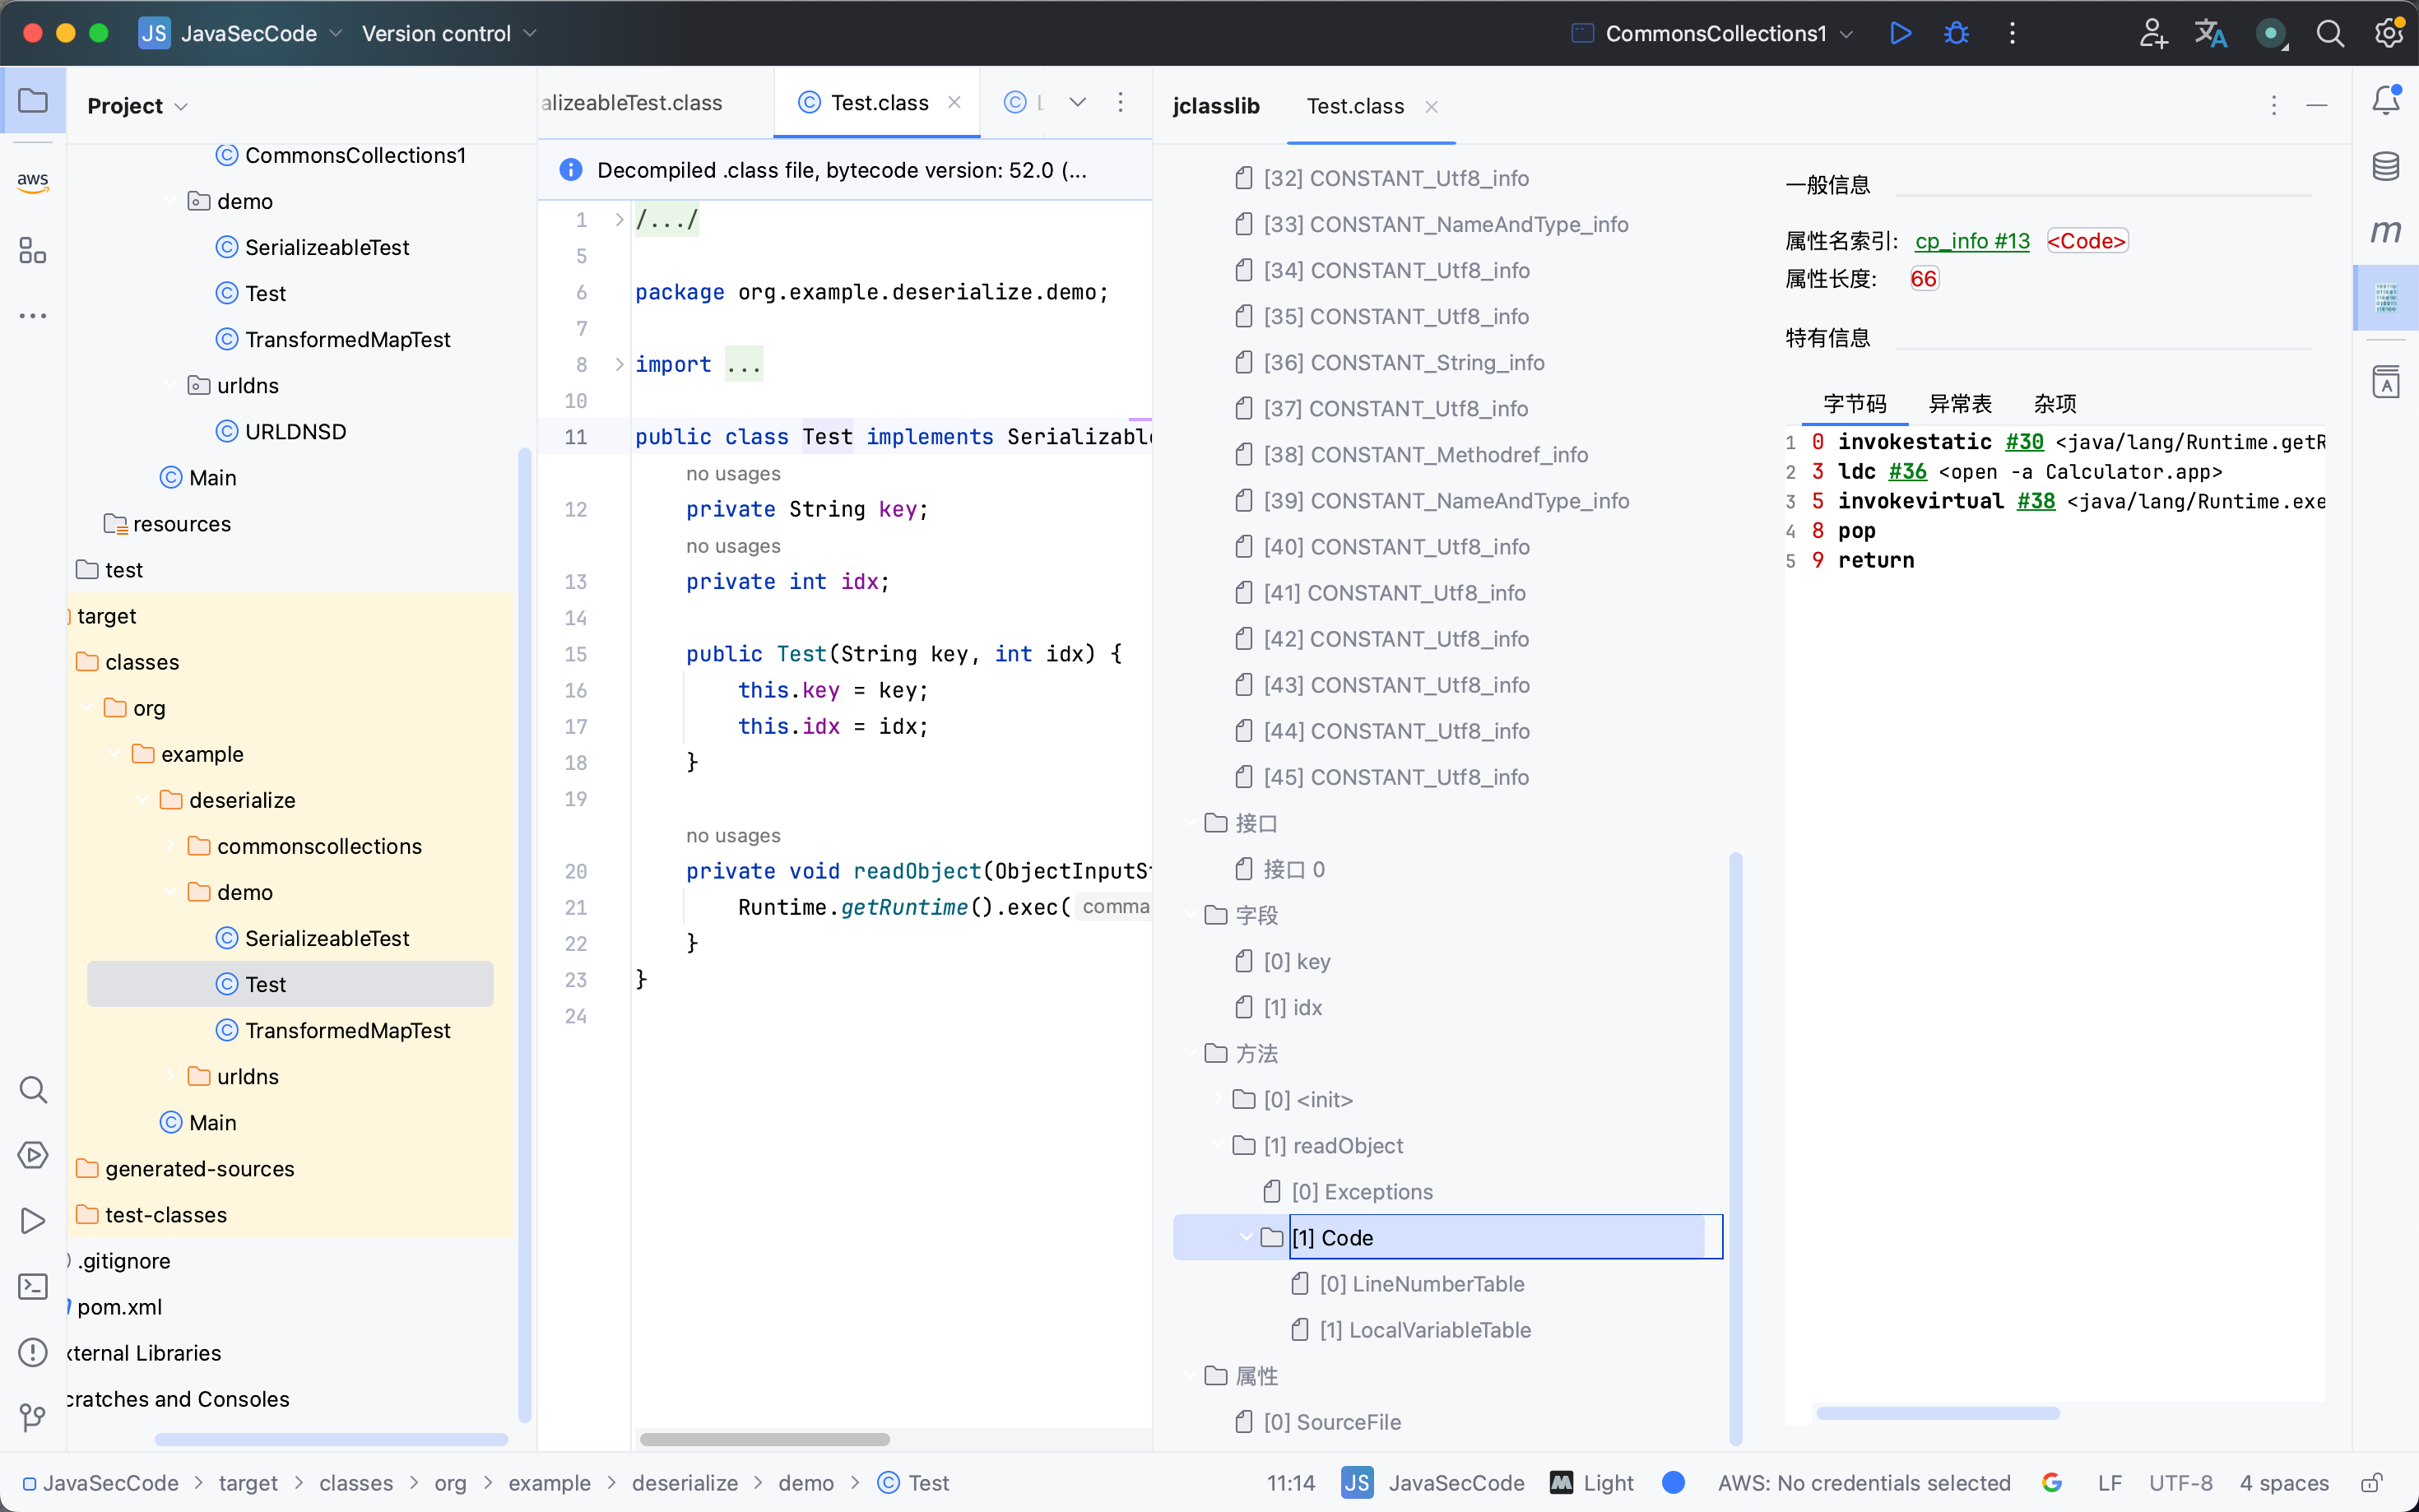 JS JavaSecCode Version control CommonsCollections1
Project
CommonsCollections1
demo
SerializeableTest
Test
TransformedMapTest
urldns
URLDNSD
Main
resources
test
target
classes
org
example
deserialize
commonscollections
demo
SerializeableTest
Test
TransformedMapTest
urldns
Main
generated-sources
test-classes
.gitignore
pom.xml
xternal Libraries
cratches and Consoles
aws
alizeableTest.class Test.class
Decompiled .class file, bytecode version: 52.0 (...
1 /.../
5
6 package org.example.deserialize.demo;
7
8 import ...
10
11 public class Test implements Serializable
no usages
12 private String key;
no usages
13 private int idx;
14
15 public Test(String key, int idx) {
16 this.key = key;
17 this.idx = idx;
18 }
19
no usages
20 private void readObject(ObjectInputSt
21 Runtime.getRuntime().exec( comma
22 }
23 }
24
jclasslib Test.class
[32] CONSTANT_Utf8_info
[33] CONSTANT_NameAndType_info
[34] CONSTANT_Utf8_info
[35] CONSTANT_Utf8_info
[36] CONSTANT_String_info
[37] CONSTANT_Utf8_info
[38] CONSTANT_Methodref_info
[39] CONSTANT_NameAndType_info
[40] CONSTANT_Utf8_info
[41] CONSTANT_Utf8_info
[42] CONSTANT_Utf8_info
[43] CONSTANT_Utf8_info
[44] CONSTANT_Utf8_info
[45] CONSTANT_Utf8_info
接口
接口 0
字段
[0] key
[1] idx
方法
[0] <init>
[1] readObject
[0] Exceptions
[1] Code
[0] LineNumberTable
[1] LocalVariableTable
属性
[0] SourceFile
一般信息
属性名索引: cp_info #13 <Code>
属性长度: 66
特有信息
字节码 异常表 杂项
1 0 invokestatic #30 <java/lang/Runtime.getR
2 3 ldc #36 <open -a Calculator.app>
3 5 invokevirtual #38 <java/lang/Runtime.exe
4 8 pop
5 9 return
m
JavaSecCode > target > classes > org > example > deserialize > demo > Test
11:14 JS JavaSecCode Light AWS: No credentials selected LF UTF-8 4 spaces